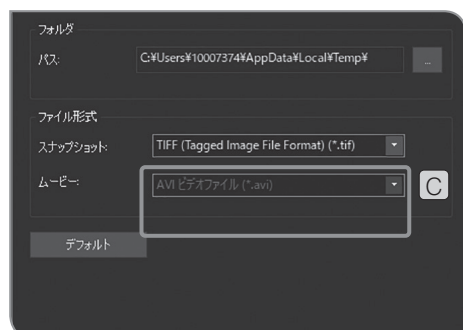 フォルダ
パス: C:¥Users¥10007374¥AppData¥Local¥Temp¥ ...
ファイル形式
スナップショット: TIFF (Tagged Image File Format) (*.tif)
ムービー: AVI ビデオファイル (*.avi) C
デフォルト